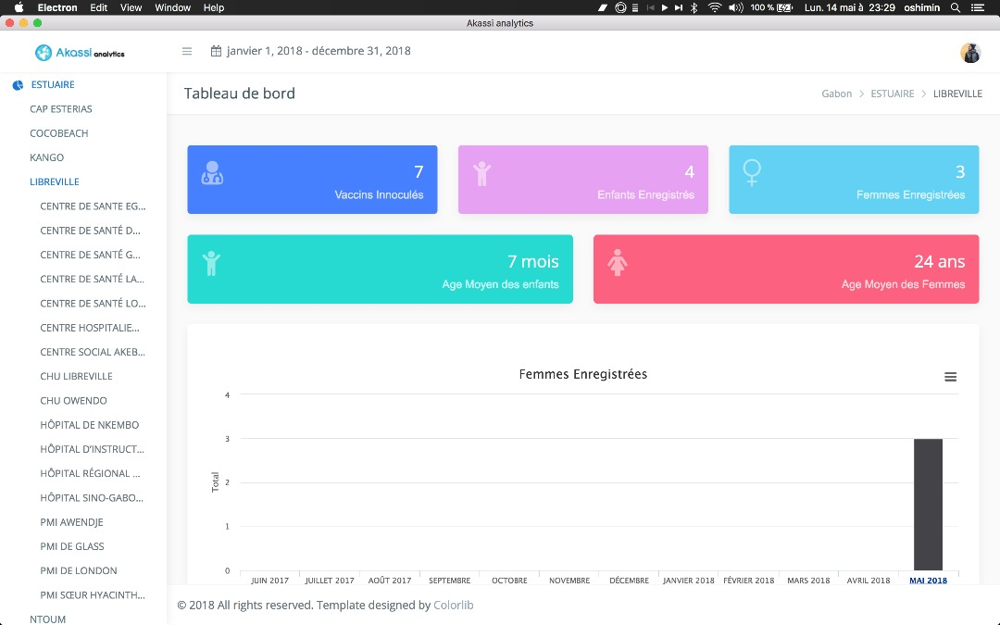 Electron Edit View Window Help 100 % Lun. 14 mai à 23:29 oshimin
Akassi analytics
Akassi analytics
janvier 1, 2018 - décembre 31, 2018
ESTUAIRE
CAP ESTERIAS
COCOBEACH
KANGO
LIBREVILLE
CENTRE DE SANTE EG...
CENTRE DE SANTÉ D...
CENTRE DE SANTÉ G...
CENTRE DE SANTÉ LA...
CENTRE DE SANTÉ LO...
CENTRE HOSPITALIE...
CENTRE SOCIAL AKEB...
CHU LIBREVILLE
CHU OWENDO
HÔPITAL DE NKEMBO
HÔPITAL D'INSTRUCT...
HÔPITAL RÉGIONAL ...
HÔPITAL SINO-GABO...
PMI AWENDJE
PMI DE GLASS
PMI DE LONDON
PMI SŒUR HYACINTH...
NTOUM
Tableau de bord
Gabon > ESTUAIRE > LIBREVILLE
7
Vaccins Innoculés
4
Enfants Enregistrés
3
Femmes Enregistrées
7 mois
Age Moyen des enfants
24 ans
Age Moyen des Femmes
Femmes Enregistrées
Total
4
3
2
1
0
JUIN 2017 JUILLET 2017 AOÛT 2017 SEPTEMBRE OCTOBRE NOVEMBRE DÉCEMBRE JANVIER 2018 FÉVRIER 2018 MARS 2018 AVRIL 2018 MAI 2018
© 2018 All rights reserved. Template designed by Colorlib